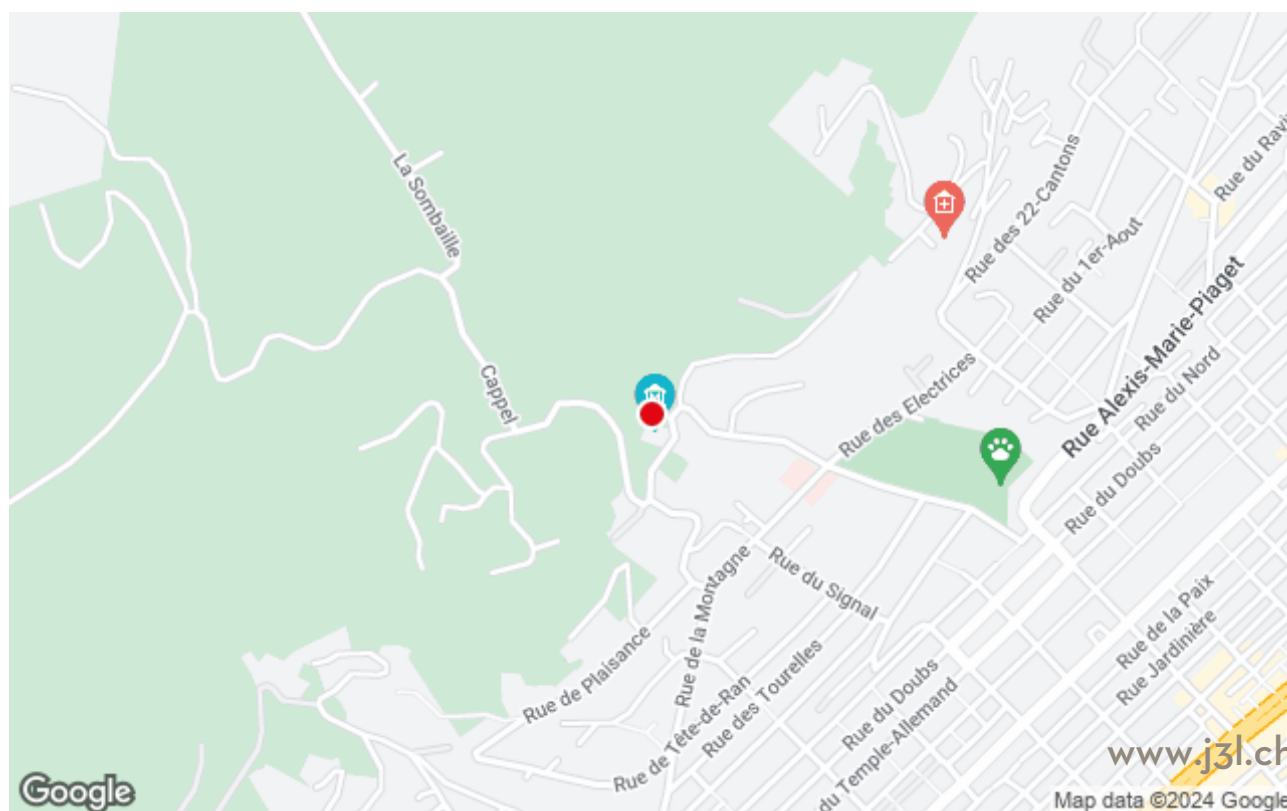 La Sombaille
Cappel
Rue des 22-Cantons
Rue du Ravi
Rue du 1er-Aout
Rue Alexis-Marie-Piaget
Rue du Nord
Rue des Electrices
Rue du Doubs
Rue du Signal
Rue de la Montagne
Rue de Plaisance
Rue de Tête-de-Ran
Rue des Tourelles
Rue du Doubs
du Temple-Allemand
Rue de la Paix
Rue Jardinière
www.j3l.ch
Google
Map data ©2024 Google